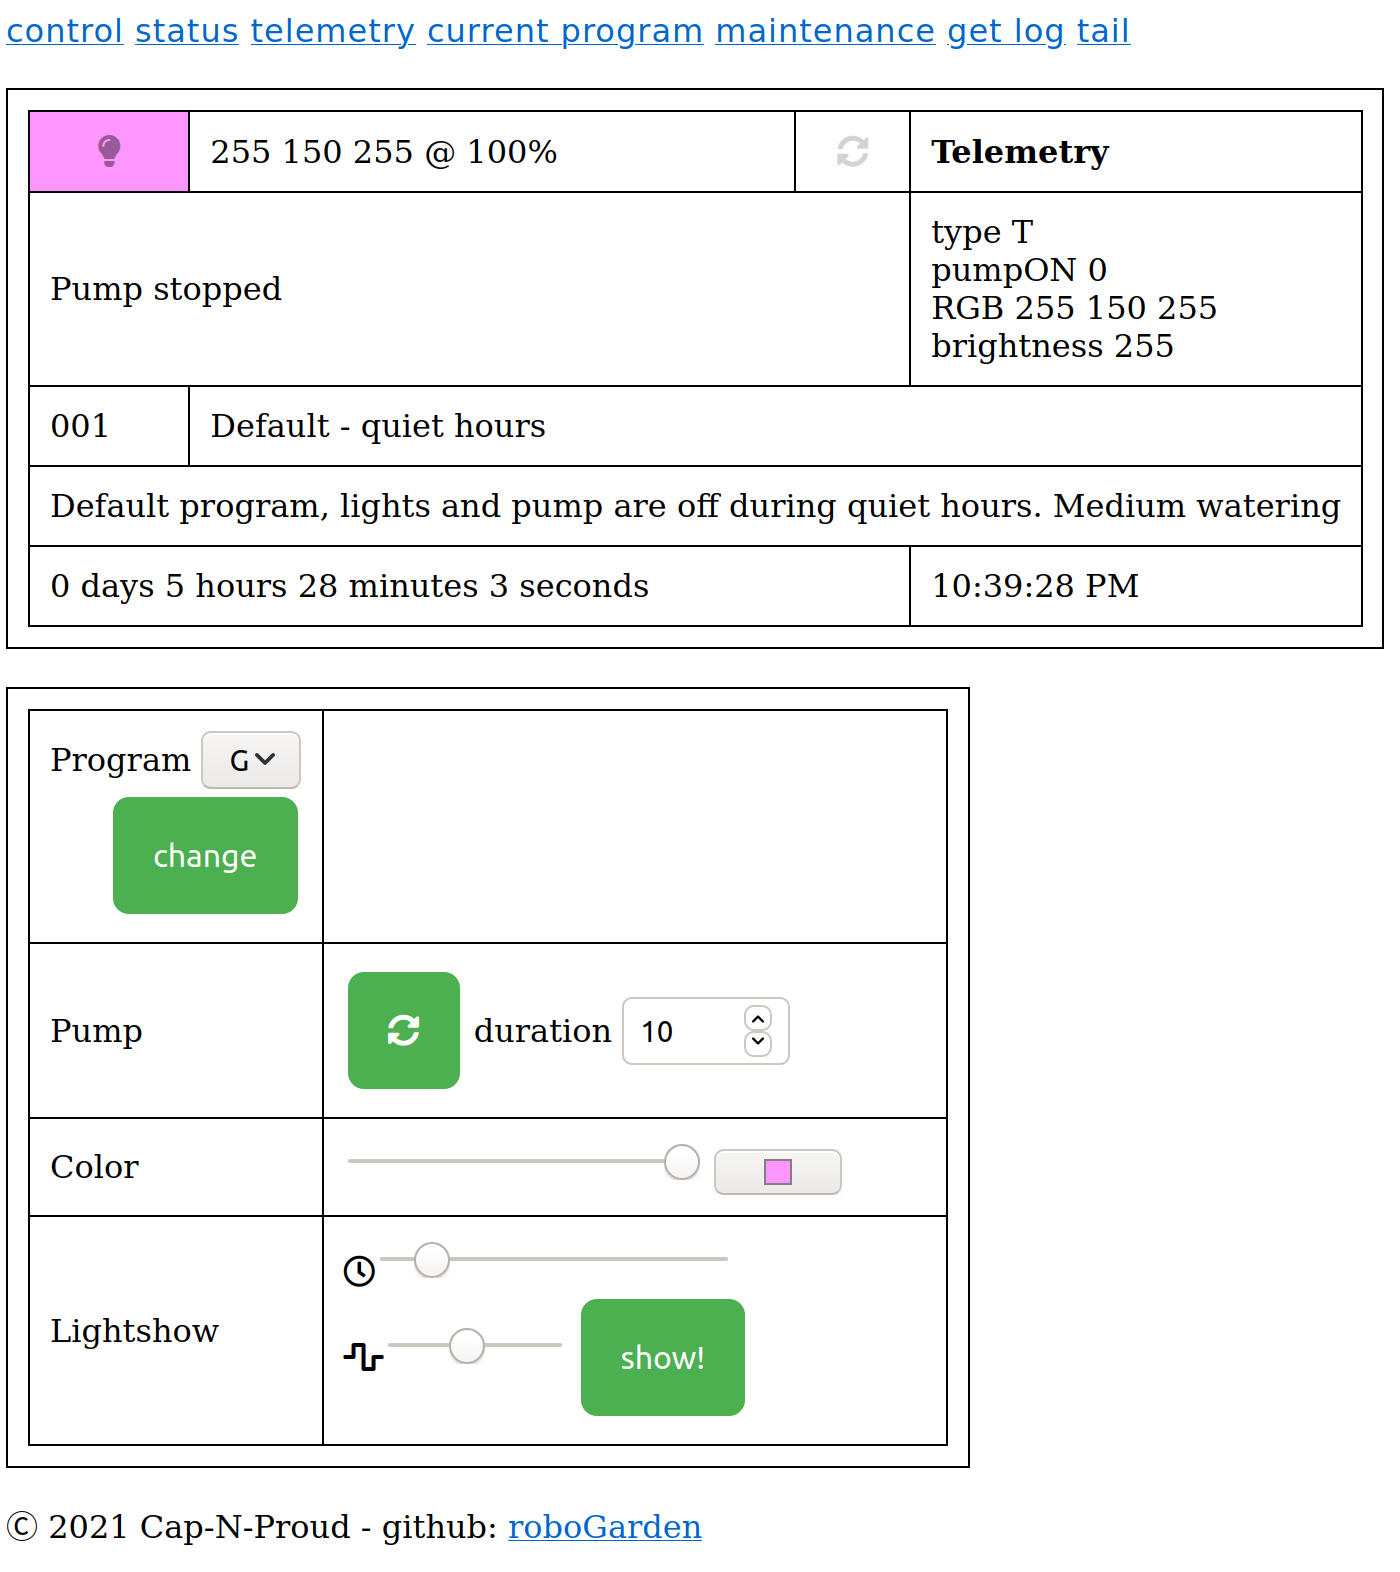 control status telemetry current program maintenance get log tail
255 150 255 @ 100%
Telemetry
Pump stopped
type T
pumpON 0
RGB 255 150 255
brightness 255
001
Default - quiet hours
Default program, lights and pump are off during quiet hours. Medium watering
0 days 5 hours 28 minutes 3 seconds
10:39:28 PM
Program G
change
Pump
duration 10
Color
Lightshow
show!
Ⓒ 2021 Cap-N-Proud - github: roboGarden